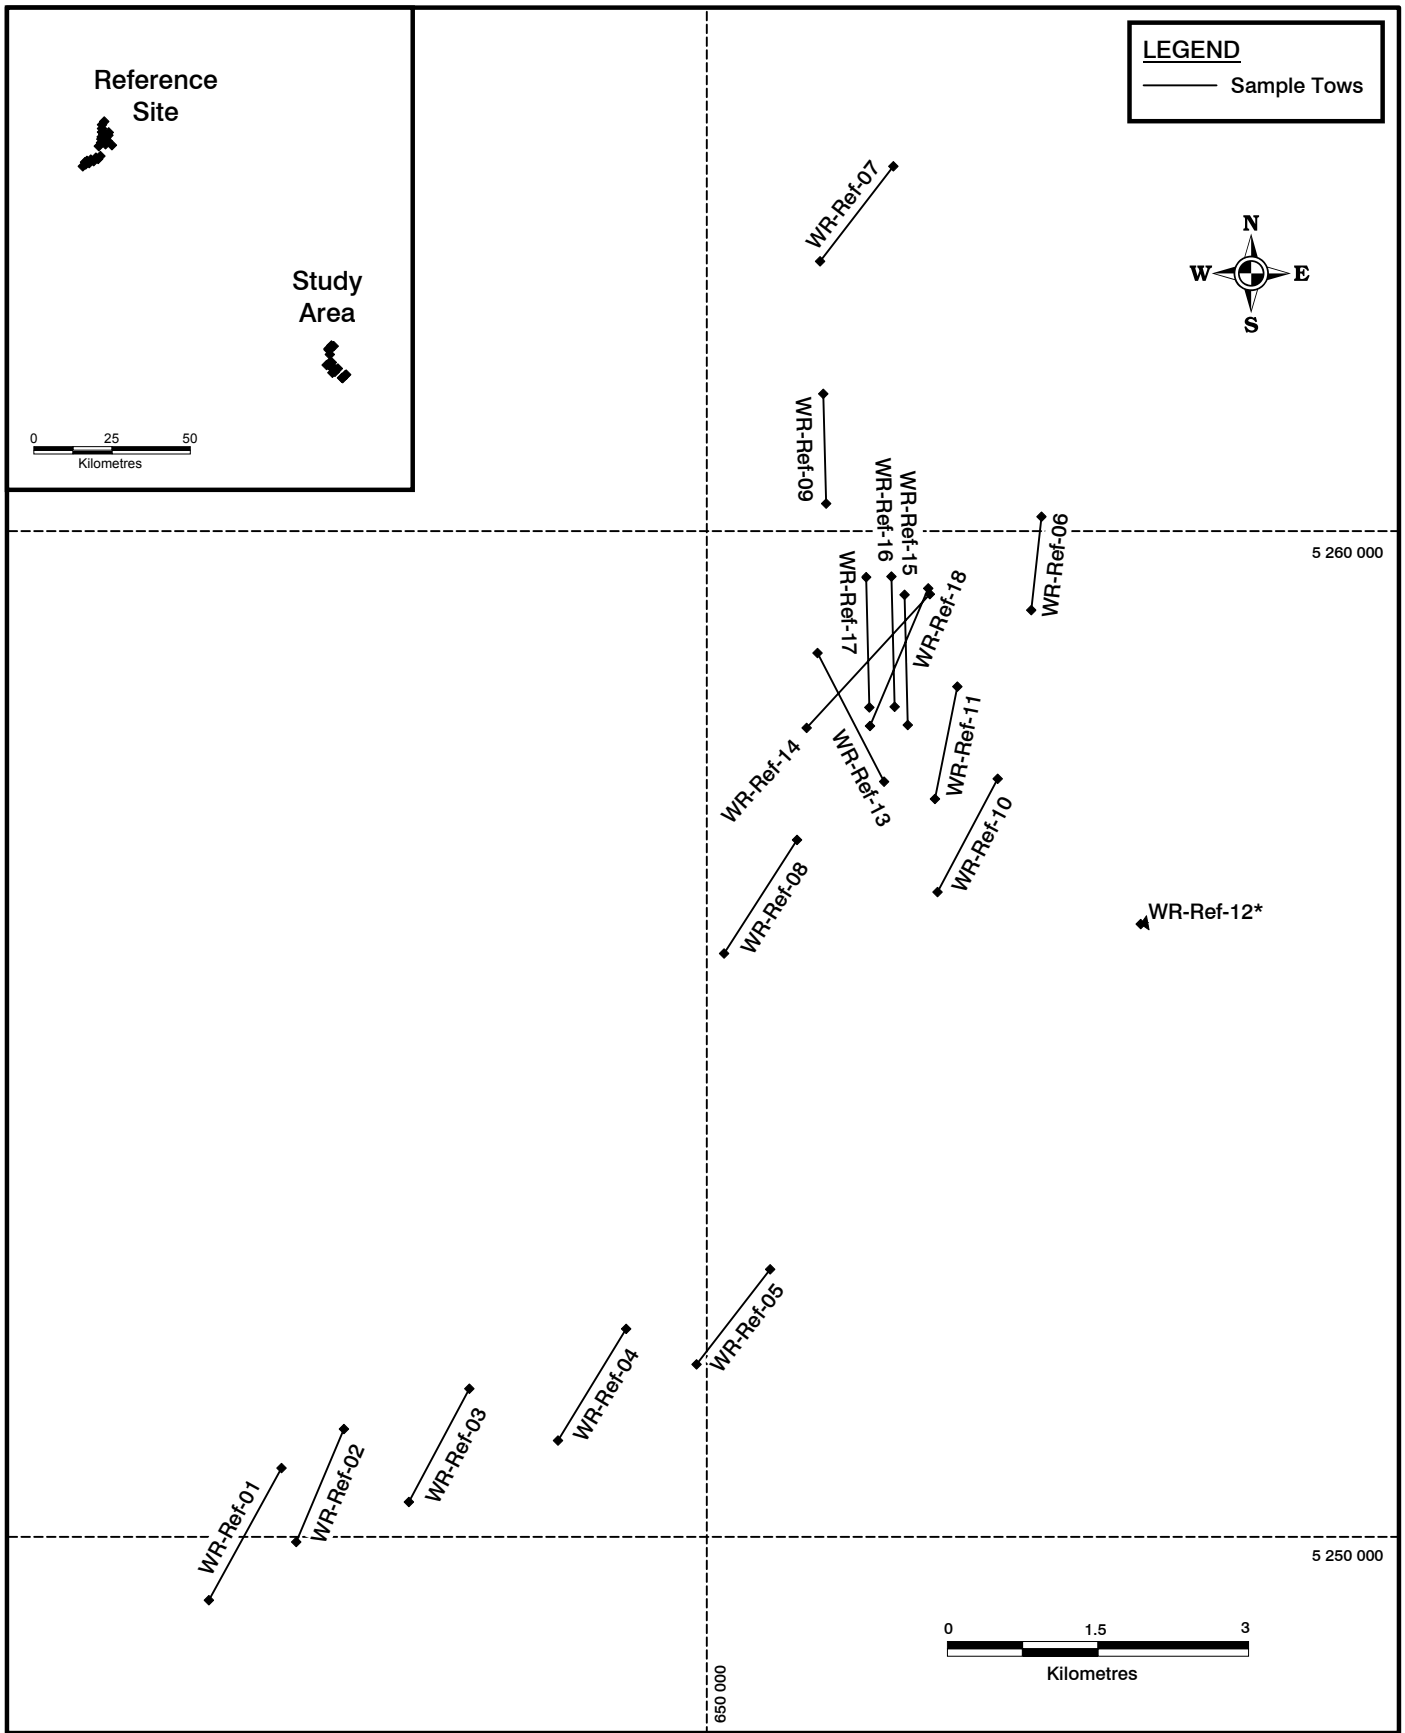 Reference
Site
Study
Area
0 25 50
Kilometres
LEGEND
Sample Tows
N
W E
S
WR-Ref-07
WR-Ref-09
WR-Ref-16
WR-Ref-15
WR-Ref-06
5 260 000
WR-Ref-17
WR-Ref-18
WR-Ref-11
WR-Ref-14
WR-Ref-13
WR-Ref-10
WR-Ref-08
WR-Ref-12*
WR-Ref-05
WR-Ref-04
WR-Ref-03
WR-Ref-02
WR-Ref-01
5 250 000
0 1.5 3
Kilometres
650 000